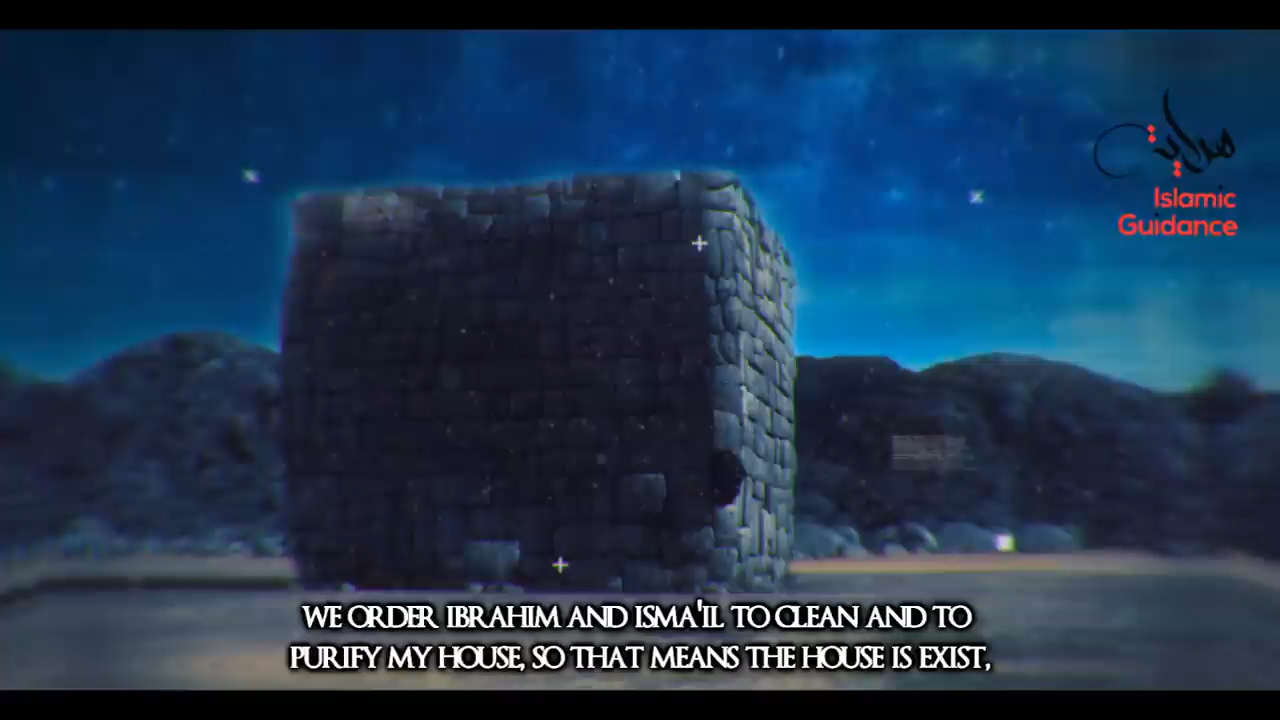 هداية
Islamic
Guidance
WE ORDER IBRAHIM AND ISMA'IL TO CLEAN AND TO
PURIFY MY HOUSE, SO THAT MEANS THE HOUSE IS EXIST,